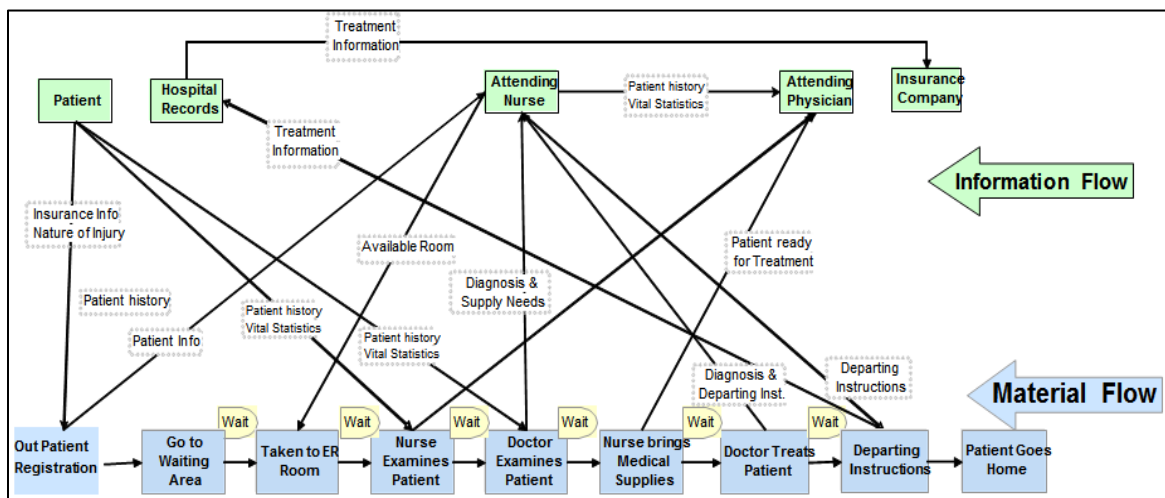 Treatment
Information
Patient
Hospital
Records
Attending
Nurse
Patient history
Vital Statistics
Attending
Physician
Insurance
Company
Treatment
Information
Information Flow
Insurance Info
Nature of Injury
Available Room
Patient ready
for Treatment
Diagnosis &
Supply Needs
Patient history
Patient history
Vital Statistics
Patient Info
Patient history
Vital Statistics
Departing
Instructions
Diagnosis &
Departing Inst.
Material Flow
Wait
Wait
Wait
Wait
Wait
Wait
Out Patient
Registration
Go to
Waiting
Area
Taken to ER
Room
Nurse
Examines
Patient
Doctor
Examines
Patient
Nurse brings
Medical
Supplies
Doctor Treats
Patient
Departing
Instructions
Patient Goes
Home